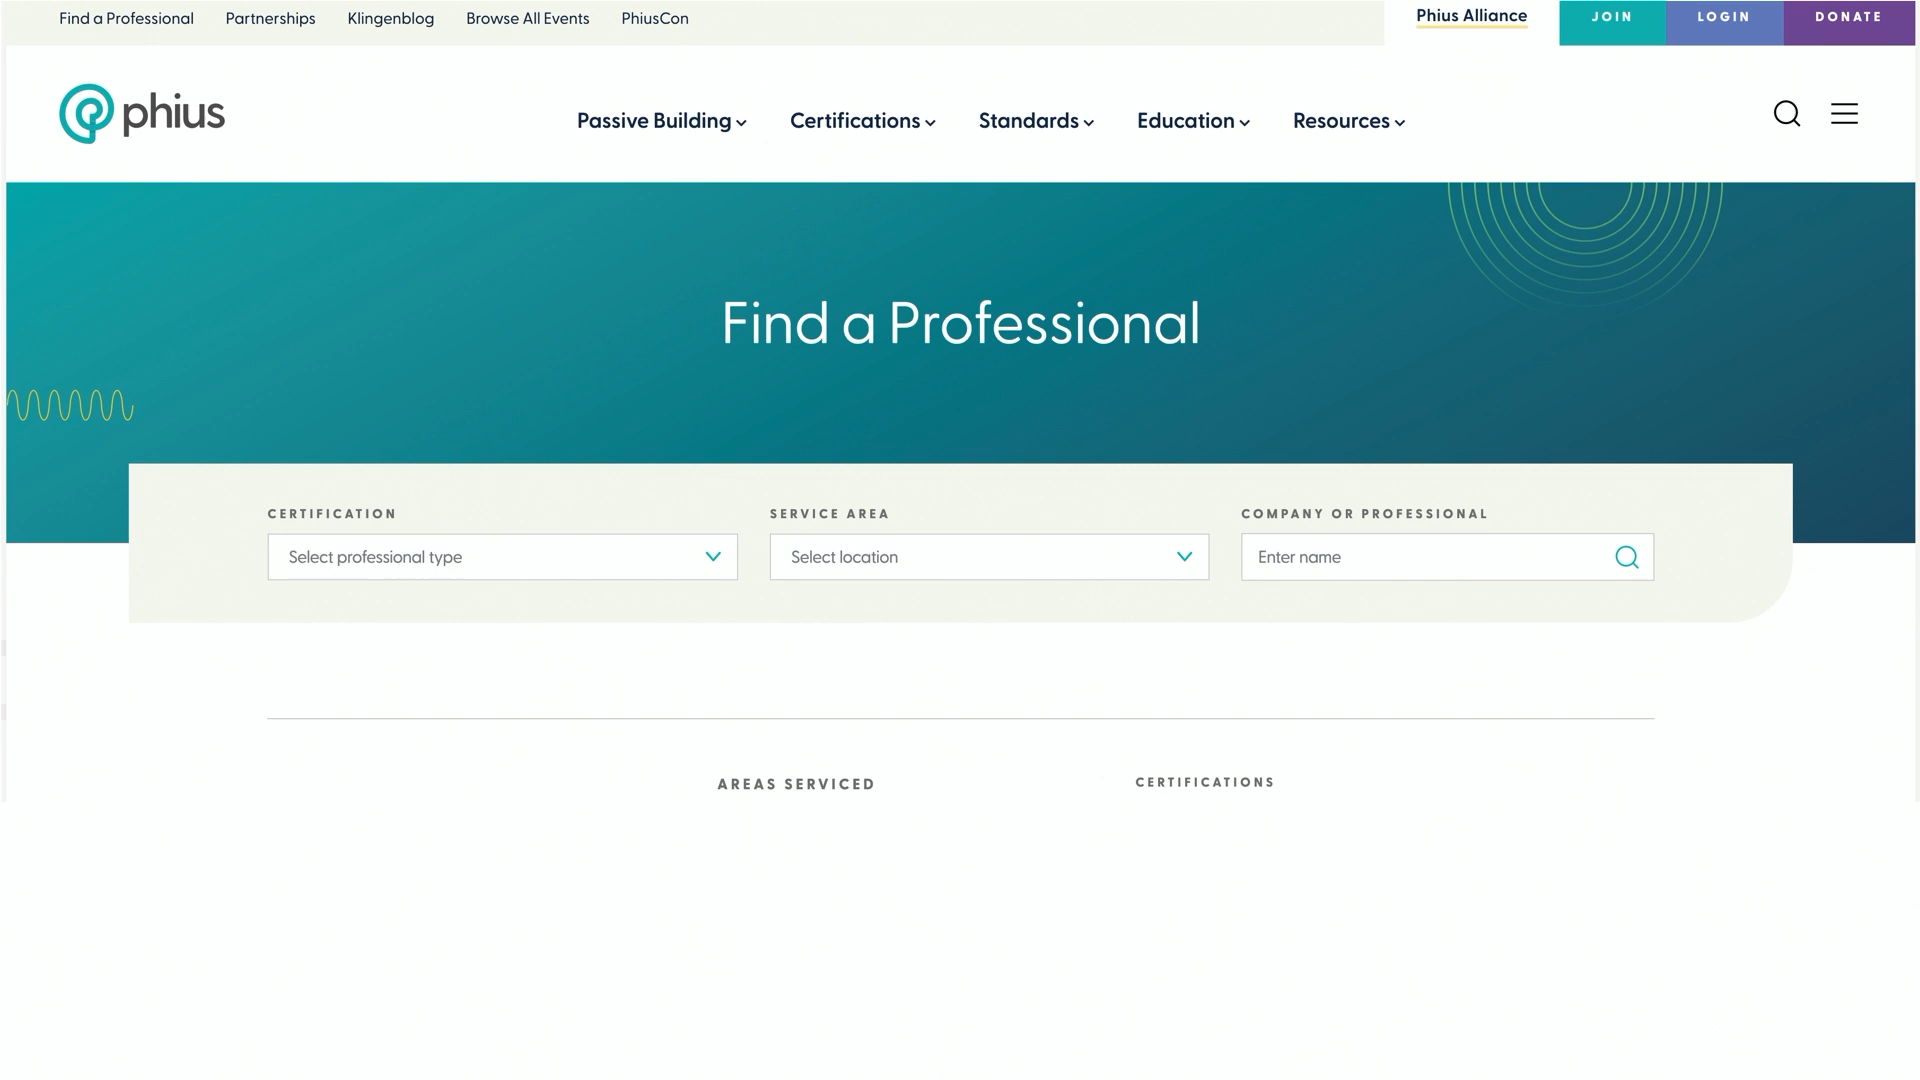 Find a Professional Partnerships Klingenblog Browse All Events PhiusCon Phius Alliance JOIN LOGIN DONATE
phius Passive Building Certifications Standards Education Resources
Find a Professional
CERTIFICATION SERVICE AREA COMPANY OR PROFESSIONAL
Select professional type Select location Enter name
AREAS SERVICED CERTIFICATIONS